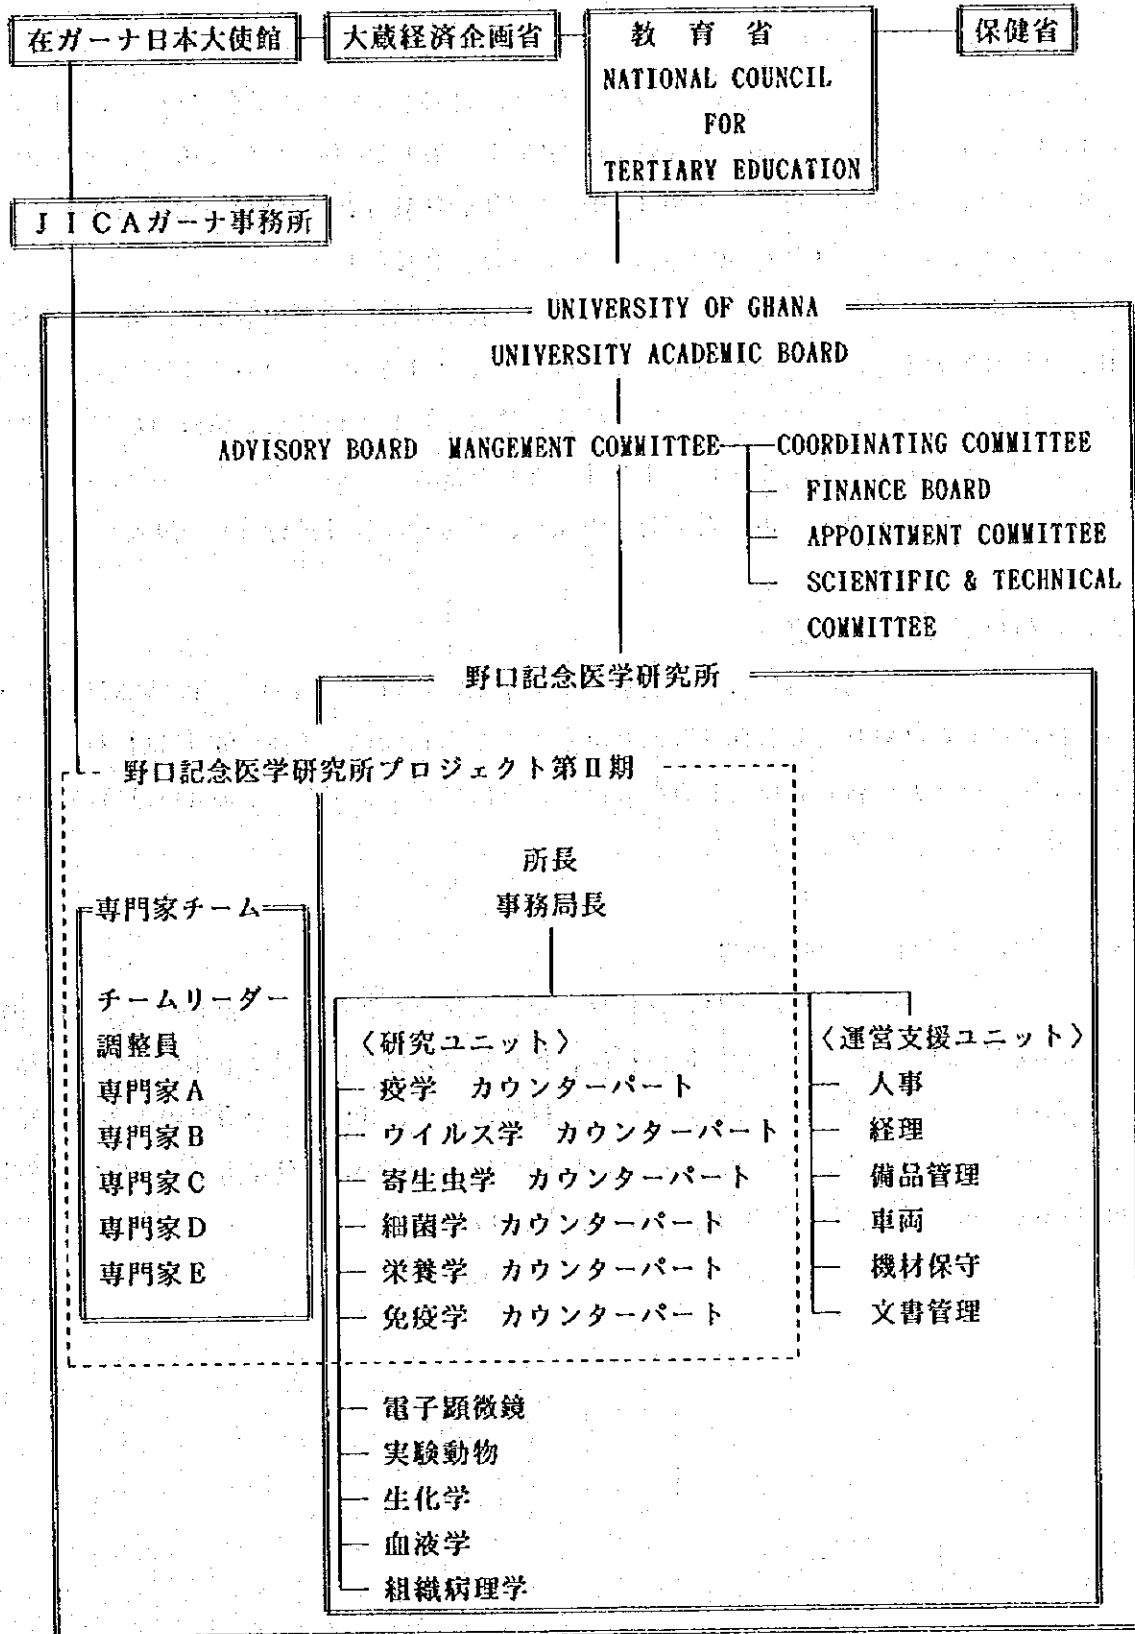 在ガーナ日本大使館
大蔵経済企画省
教育省
NATIONAL COUNCIL
FOR
TERTIARY EDUCATION
保健省
JICAガーナ事務所
UNIVERSITY OF GHANA
UNIVERSITY ACADEMIC BOARD
ADVISORY BOARD MANGEMENT COMMITTEE COORDINATING COMMITTEE
FINANCE BOARD
APPOINTMENT COMMITTEE
SCIENTIFIC & TECHNICAL
COMMITTEE
野口記念医学研究所
野口記念医学研究所プロジェクト第Ⅱ期
所長
事務局長
専門家チーム
チームリーダー
調整員
専門家A
専門家B
専門家C
専門家D
専門家E
〈研究ユニット〉
疫学 カウンターパート
ウイルス学 カウンターパート
寄生虫学 カウンターパート
細菌学 カウンターパート
栄養学 カウンターパート
免疫学 カウンターパート
電子顕微鏡
実験動物
生化学
血液学
組織病理学
〈運営支援ユニット〉
人事
経理
備品管理
車両
機材保守
文書管理